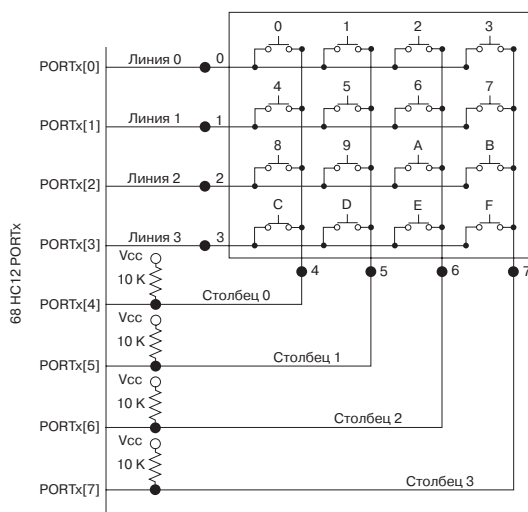 0 1 2 3
PORTx[0] Линия 0 0
4 5 6 7
PORTx[1] Линия 1 1
8 9 A B
PORTx[2] Линия 2 2
C D E F
PORTx[3] Линия 3 3
Vcc
10 K
4 5 6 7
PORTx[4] Столбец 0
Vcc
10 K
PORTx[5] Столбец 1
Vcc
10 K
PORTx[6] Столбец 2
Vcc
10 K
PORTx[7] Столбец 3
68 HC12 PORTx